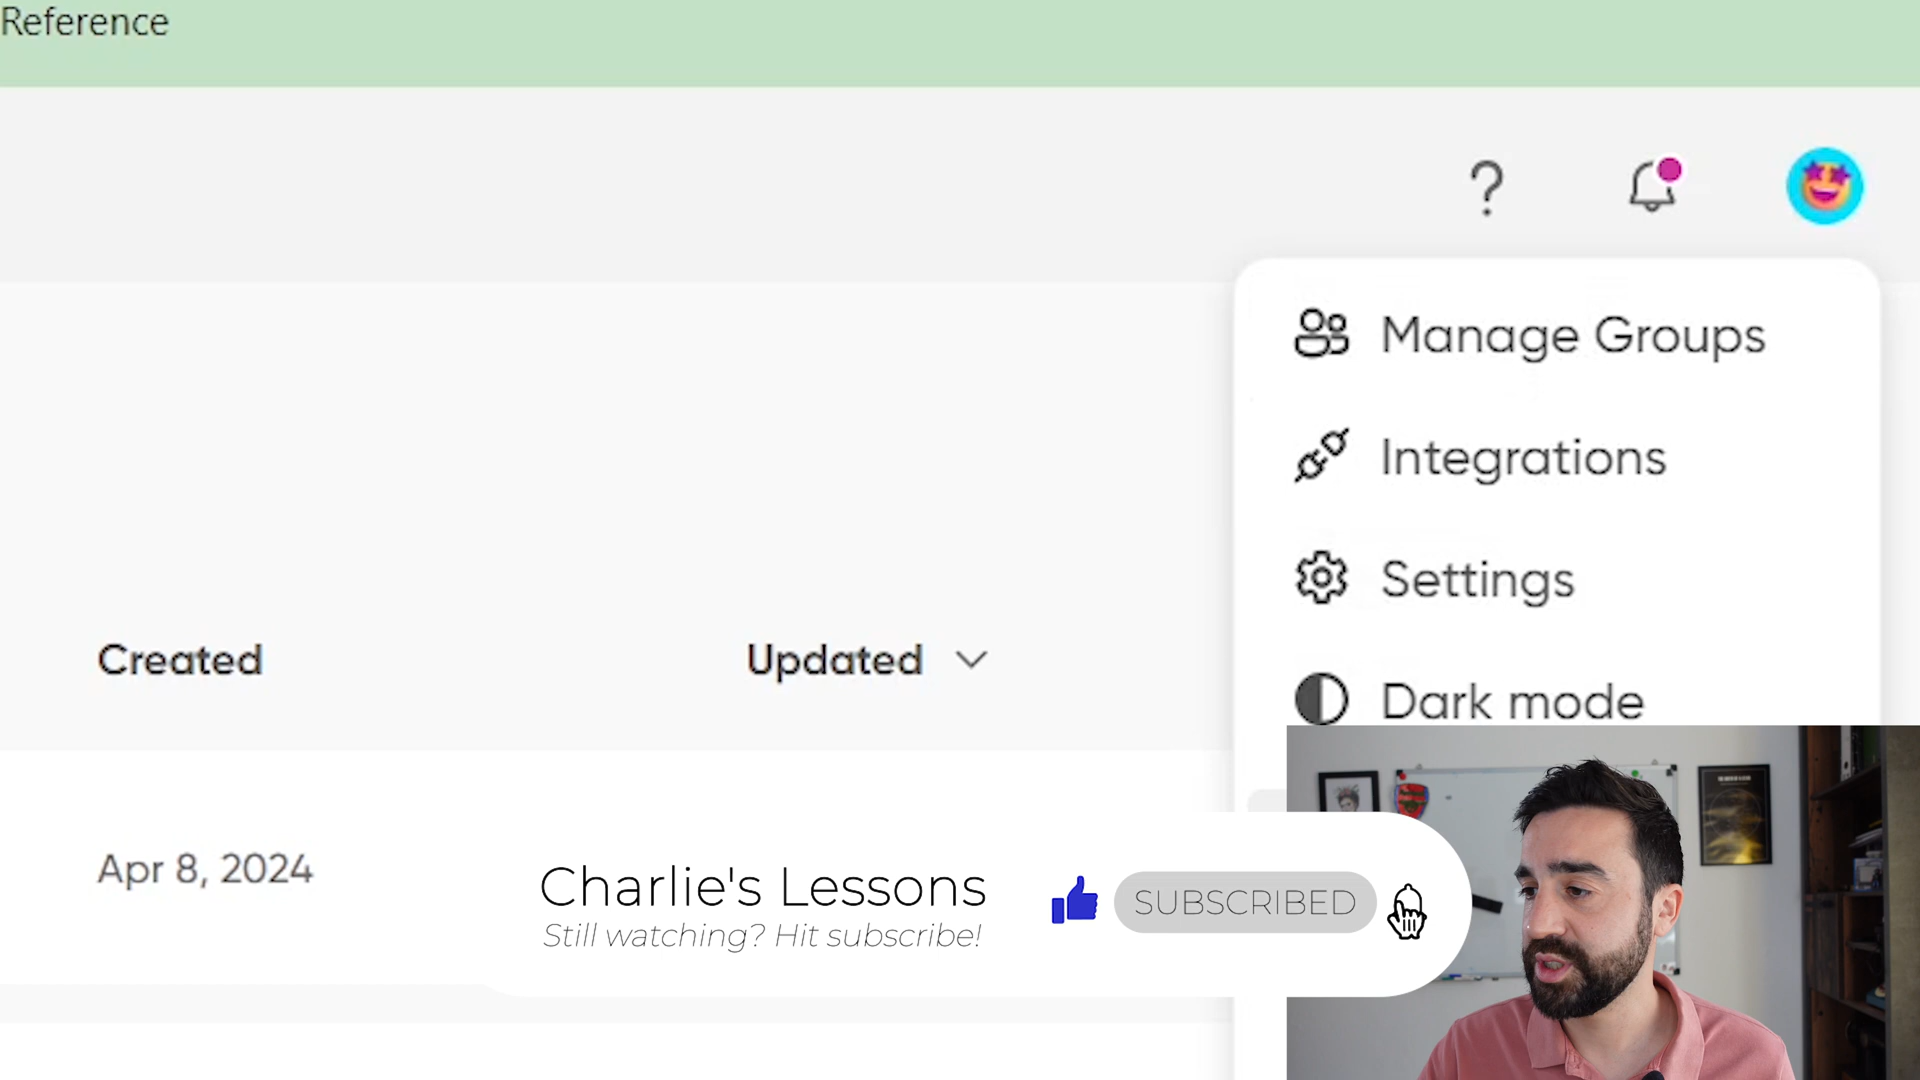 Reference
Manage Groups
Integrations
Settings
Dark mode
Created
Updated
Apr 8, 2024
Charlie's Lessons
Still watching? Hit subscribe!
SUBSCRIBED